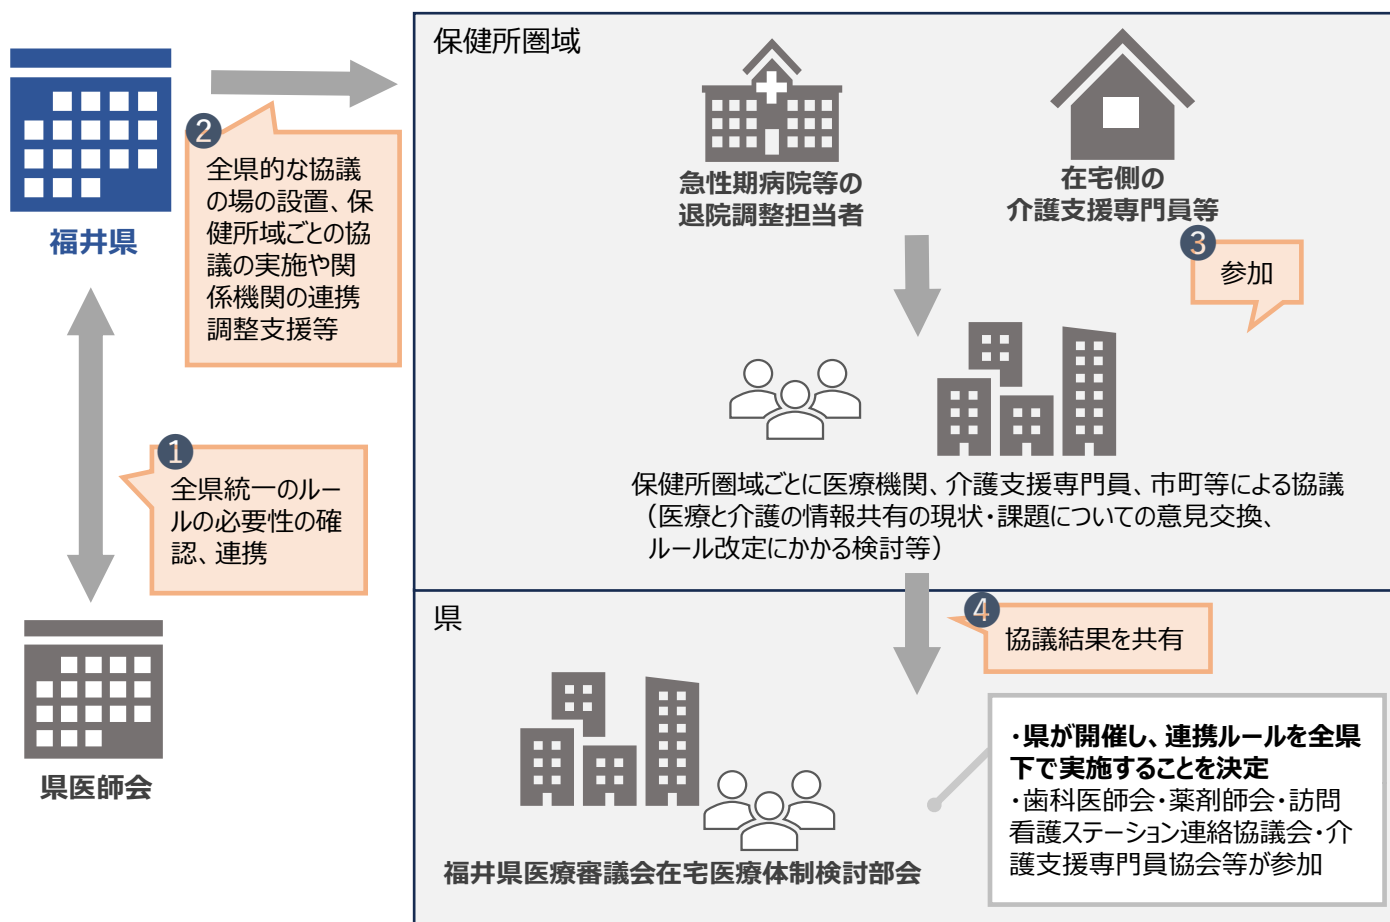 保健所圏域
急性期病院等の
退院調整担当者
在宅側の
介護支援専門員等
福井県
❷
全県的な協議
の場の設置、保
健所域ごとの協
議の実施や関
係機関の連携
調整支援等
❸
参加
❶
全県統一のルー
ルの必要性の確
認、連携
県医師会
保健所圏域ごとに医療機関、介護支援専門員、市町等による協議
（医療と介護の情報共有の現状・課題についての意見交換、
ルール改定にかかる検討等）
県
❹
協議結果を共有
・県が開催し、連携ルールを全県
下で実施することを決定
・歯科医師会・薬剤師会・訪問
看護ステーション連絡協議会・介
護支援専門員協会等が参加
福井県医療審議会在宅医療体制検討部会